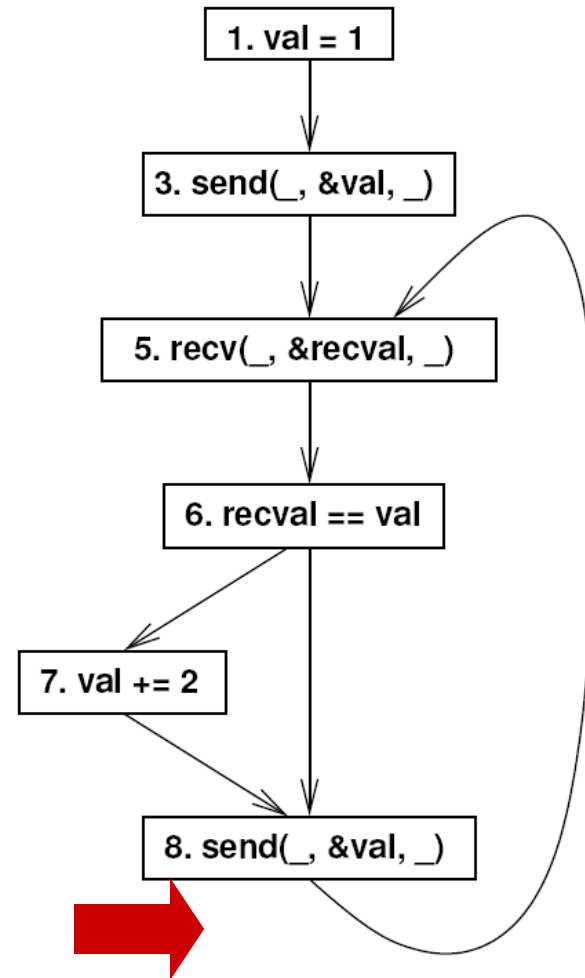 1. val = 1
3. send(_, &val, _)
5. recv(_, &recval, _)
6. recval == val
7. val += 2
8. send(_, &val, _)